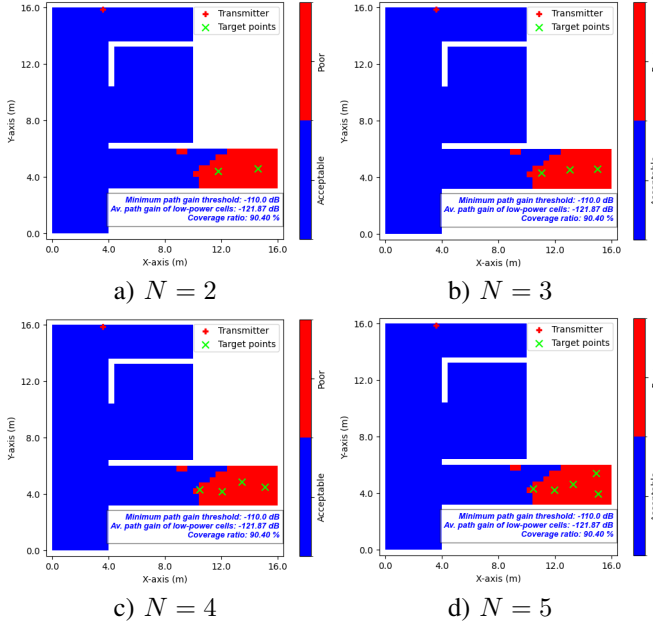 16.0
12.0
8.0
4.0
0.0
Y-axis (m)
Transmitter
Target points
Minimum path gain threshold: -110.0 dB
Av. path gain of low-power cells: -121.87 dB
Coverage ratio: 90.40 %
0.0 4.0 8.0 12.0 16.0
X-axis (m)
Poor
Acceptable
a) N = 2
16.0
12.0
8.0
4.0
0.0
Y-axis (m)
Transmitter
Target points
Minimum path gain threshold: -110.0 dB
Av. path gain of low-power cells: -121.87 dB
Coverage ratio: 90.40 %
0.0 4.0 8.0 12.0 16.0
X-axis (m)
Acceptable
b) N = 3
16.0
12.0
8.0
4.0
0.0
Y-axis (m)
Transmitter
Target points
Minimum path gain threshold: -110.0 dB
Av. path gain of low-power cells: -121.87 dB
Coverage ratio: 90.40 %
0.0 4.0 8.0 12.0 16.0
X-axis (m)
Poor
Acceptable
c) N = 4
16.0
12.0
8.0
4.0
0.0
Y-axis (m)
Transmitter
Target points
Minimum path gain threshold: -110.0 dB
Av. path gain of low-power cells: -121.87 dB
Coverage ratio: 90.40 %
0.0 4.0 8.0 12.0 16.0
X-axis (m)
d) N = 5